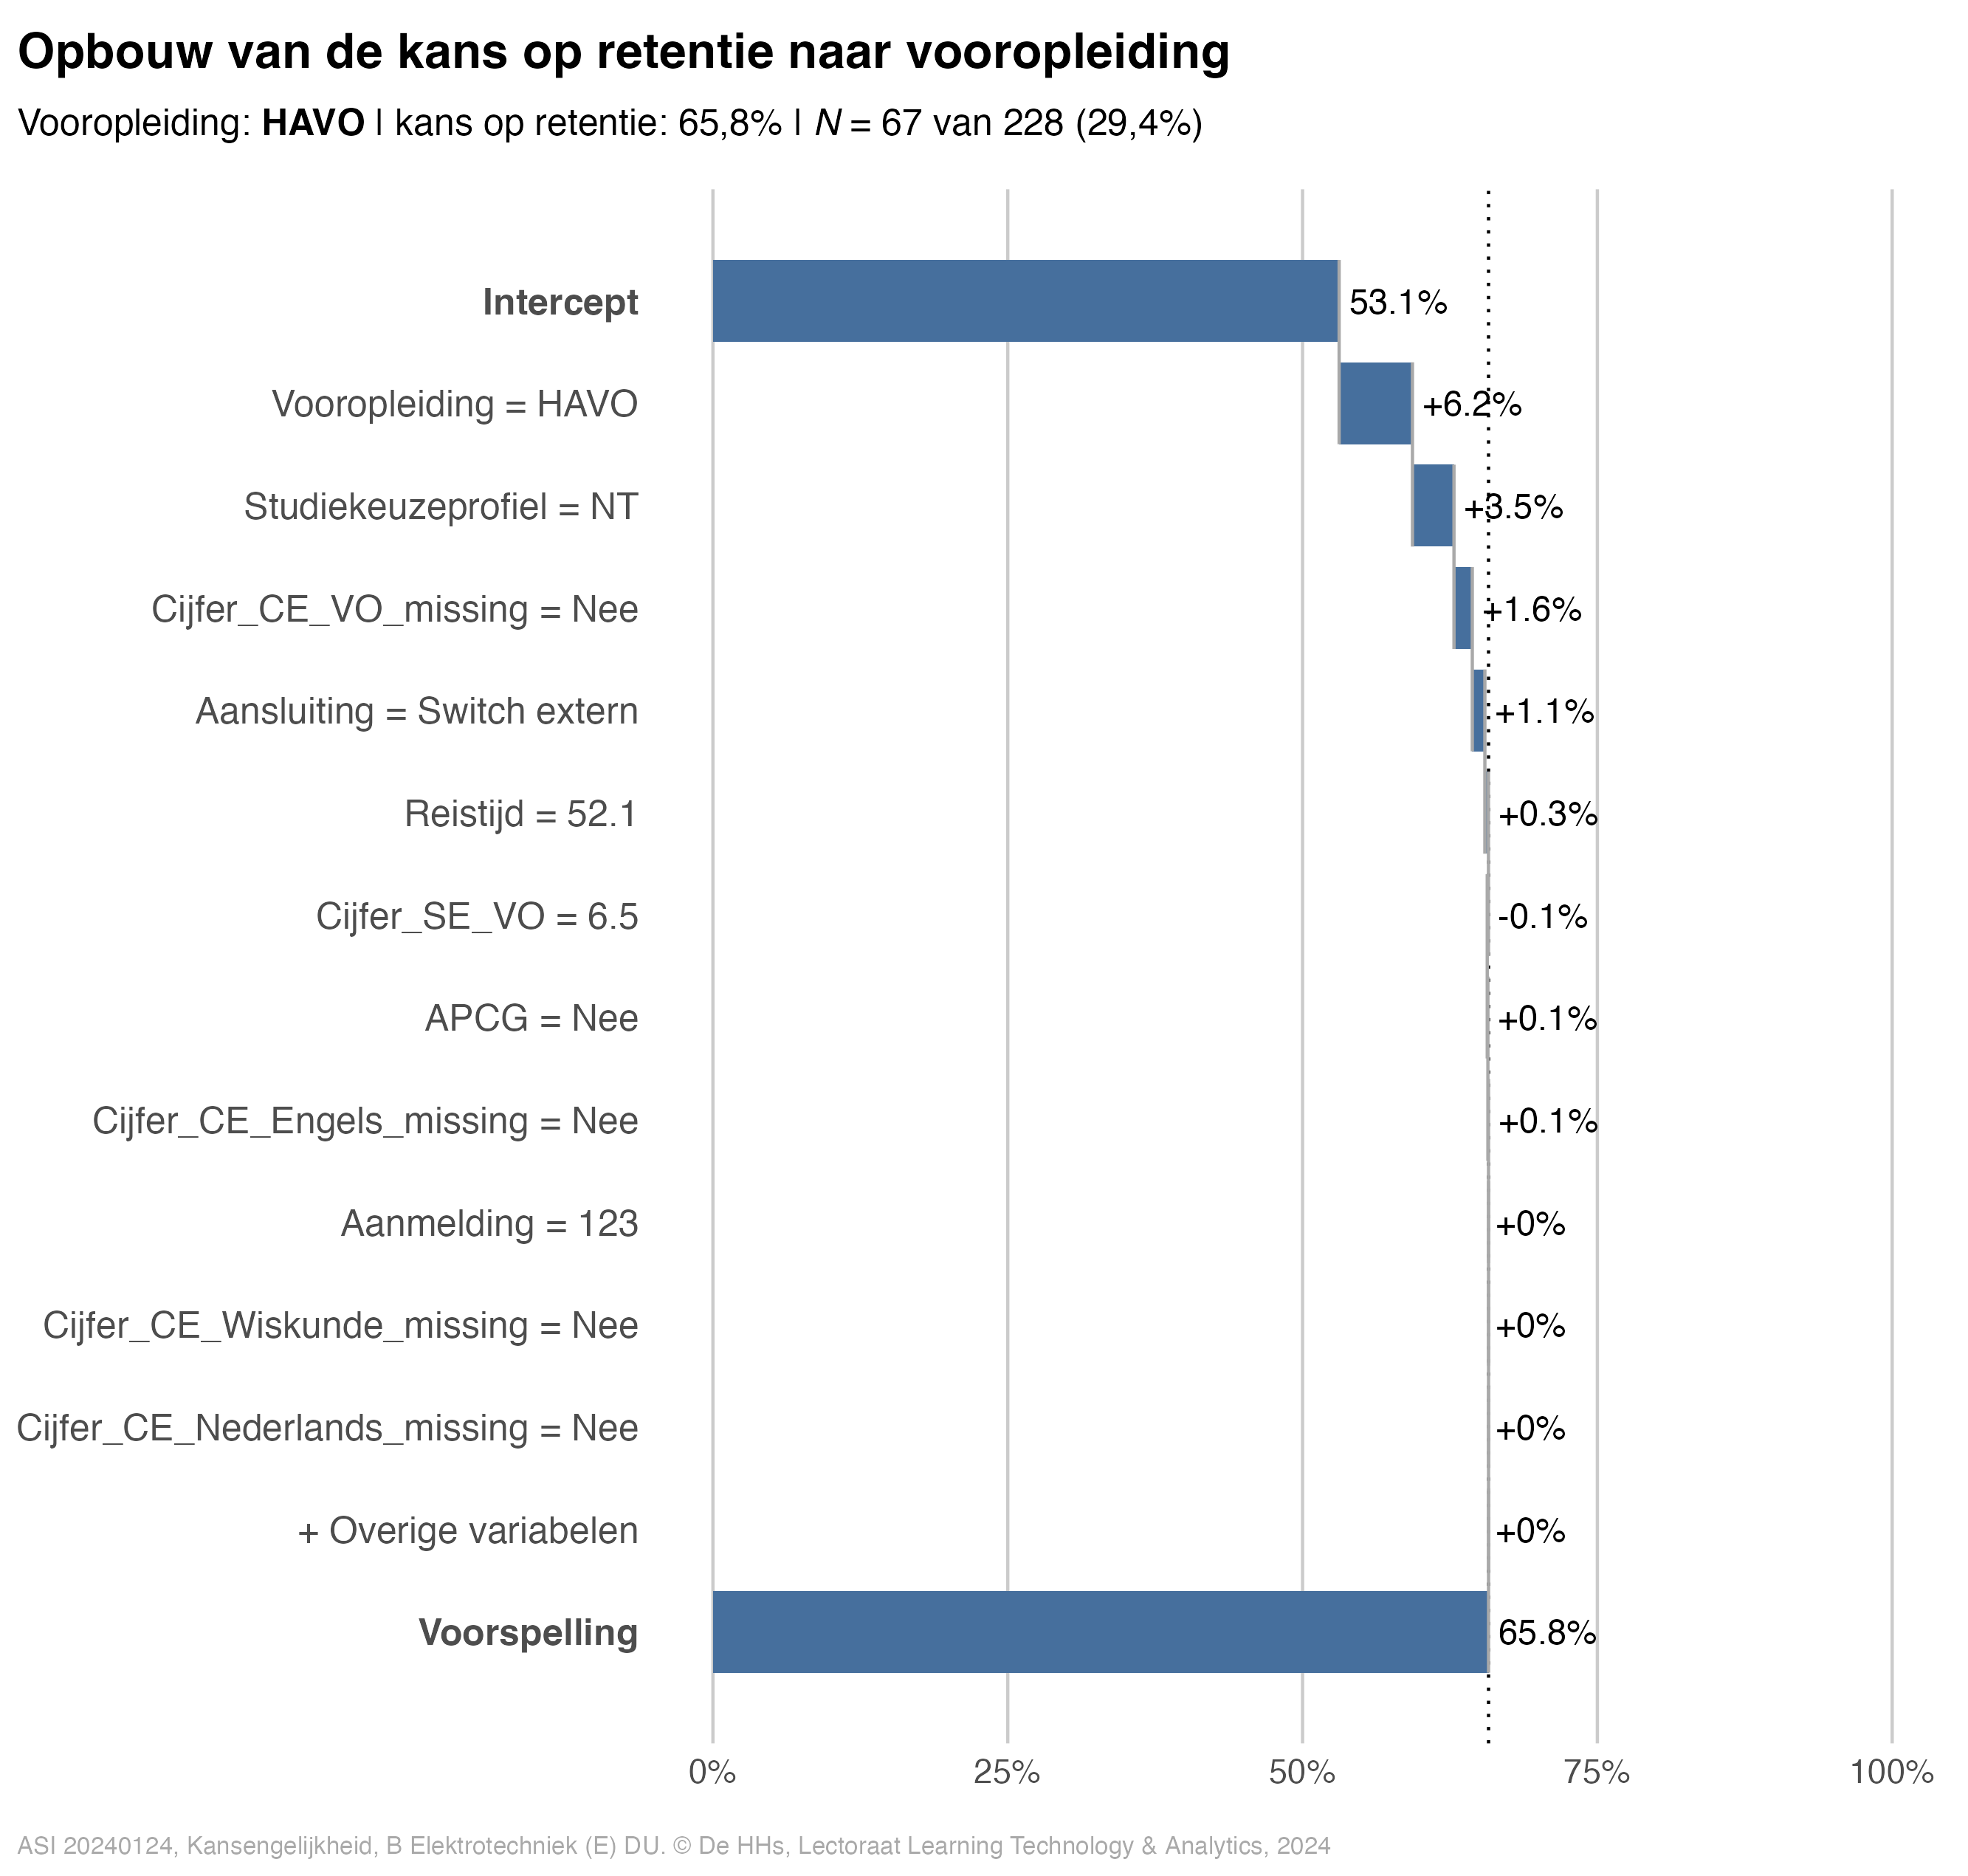 Opbouw van de kans op retentie naar vooropleiding
Vooropleiding: HAVO | kans op retentie: 65,8% | N = 67 van 228 (29,4%)
Intercept 53.1%
Vooropleiding = HAVO +6.2%
Studiekeuzeprofiel = NT +3.5%
Cijfer_CE_VO_missing = Nee +1.6%
Aansluiting = Switch extern +1.1%
Reistijd = 52.1 +0.3%
Cijfer_SE_VO = 6.5 -0.1%
APCG = Nee +0.1%
Cijfer_CE_Engels_missing = Nee +0.1%
Aanmelding = 123 +0%
Cijfer_CE_Wiskunde_missing = Nee +0%
Cijfer_CE_Nederlands_missing = Nee +0%
+ Overige variabelen +0%
Voorspelling 65.8%
0% 25% 50% 75% 100%
ASI 20240124, Kansengelijkheid, B Elektrotechniek (E) DU. © De HHs, Lectoraat Learning Technology & Analytics, 2024